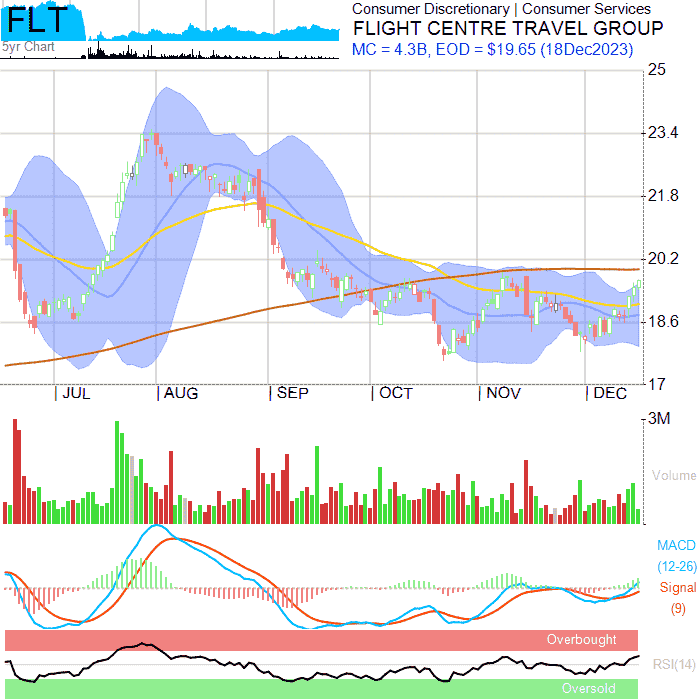 FLT
5yr Chart
Consumer Discretionary | Consumer Services
FLIGHT CENTRE TRAVEL GROUP
MC = 4.3B, EOD = $19.65 (18Dec2023)
25
23.4
21.8
20.2
18.6
17
| JUL | AUG | SEP | OCT | NOV | DEC
3M
Volume
MACD
(12-26)
Signal
(9)
Overbought
RSI(14)
Oversold